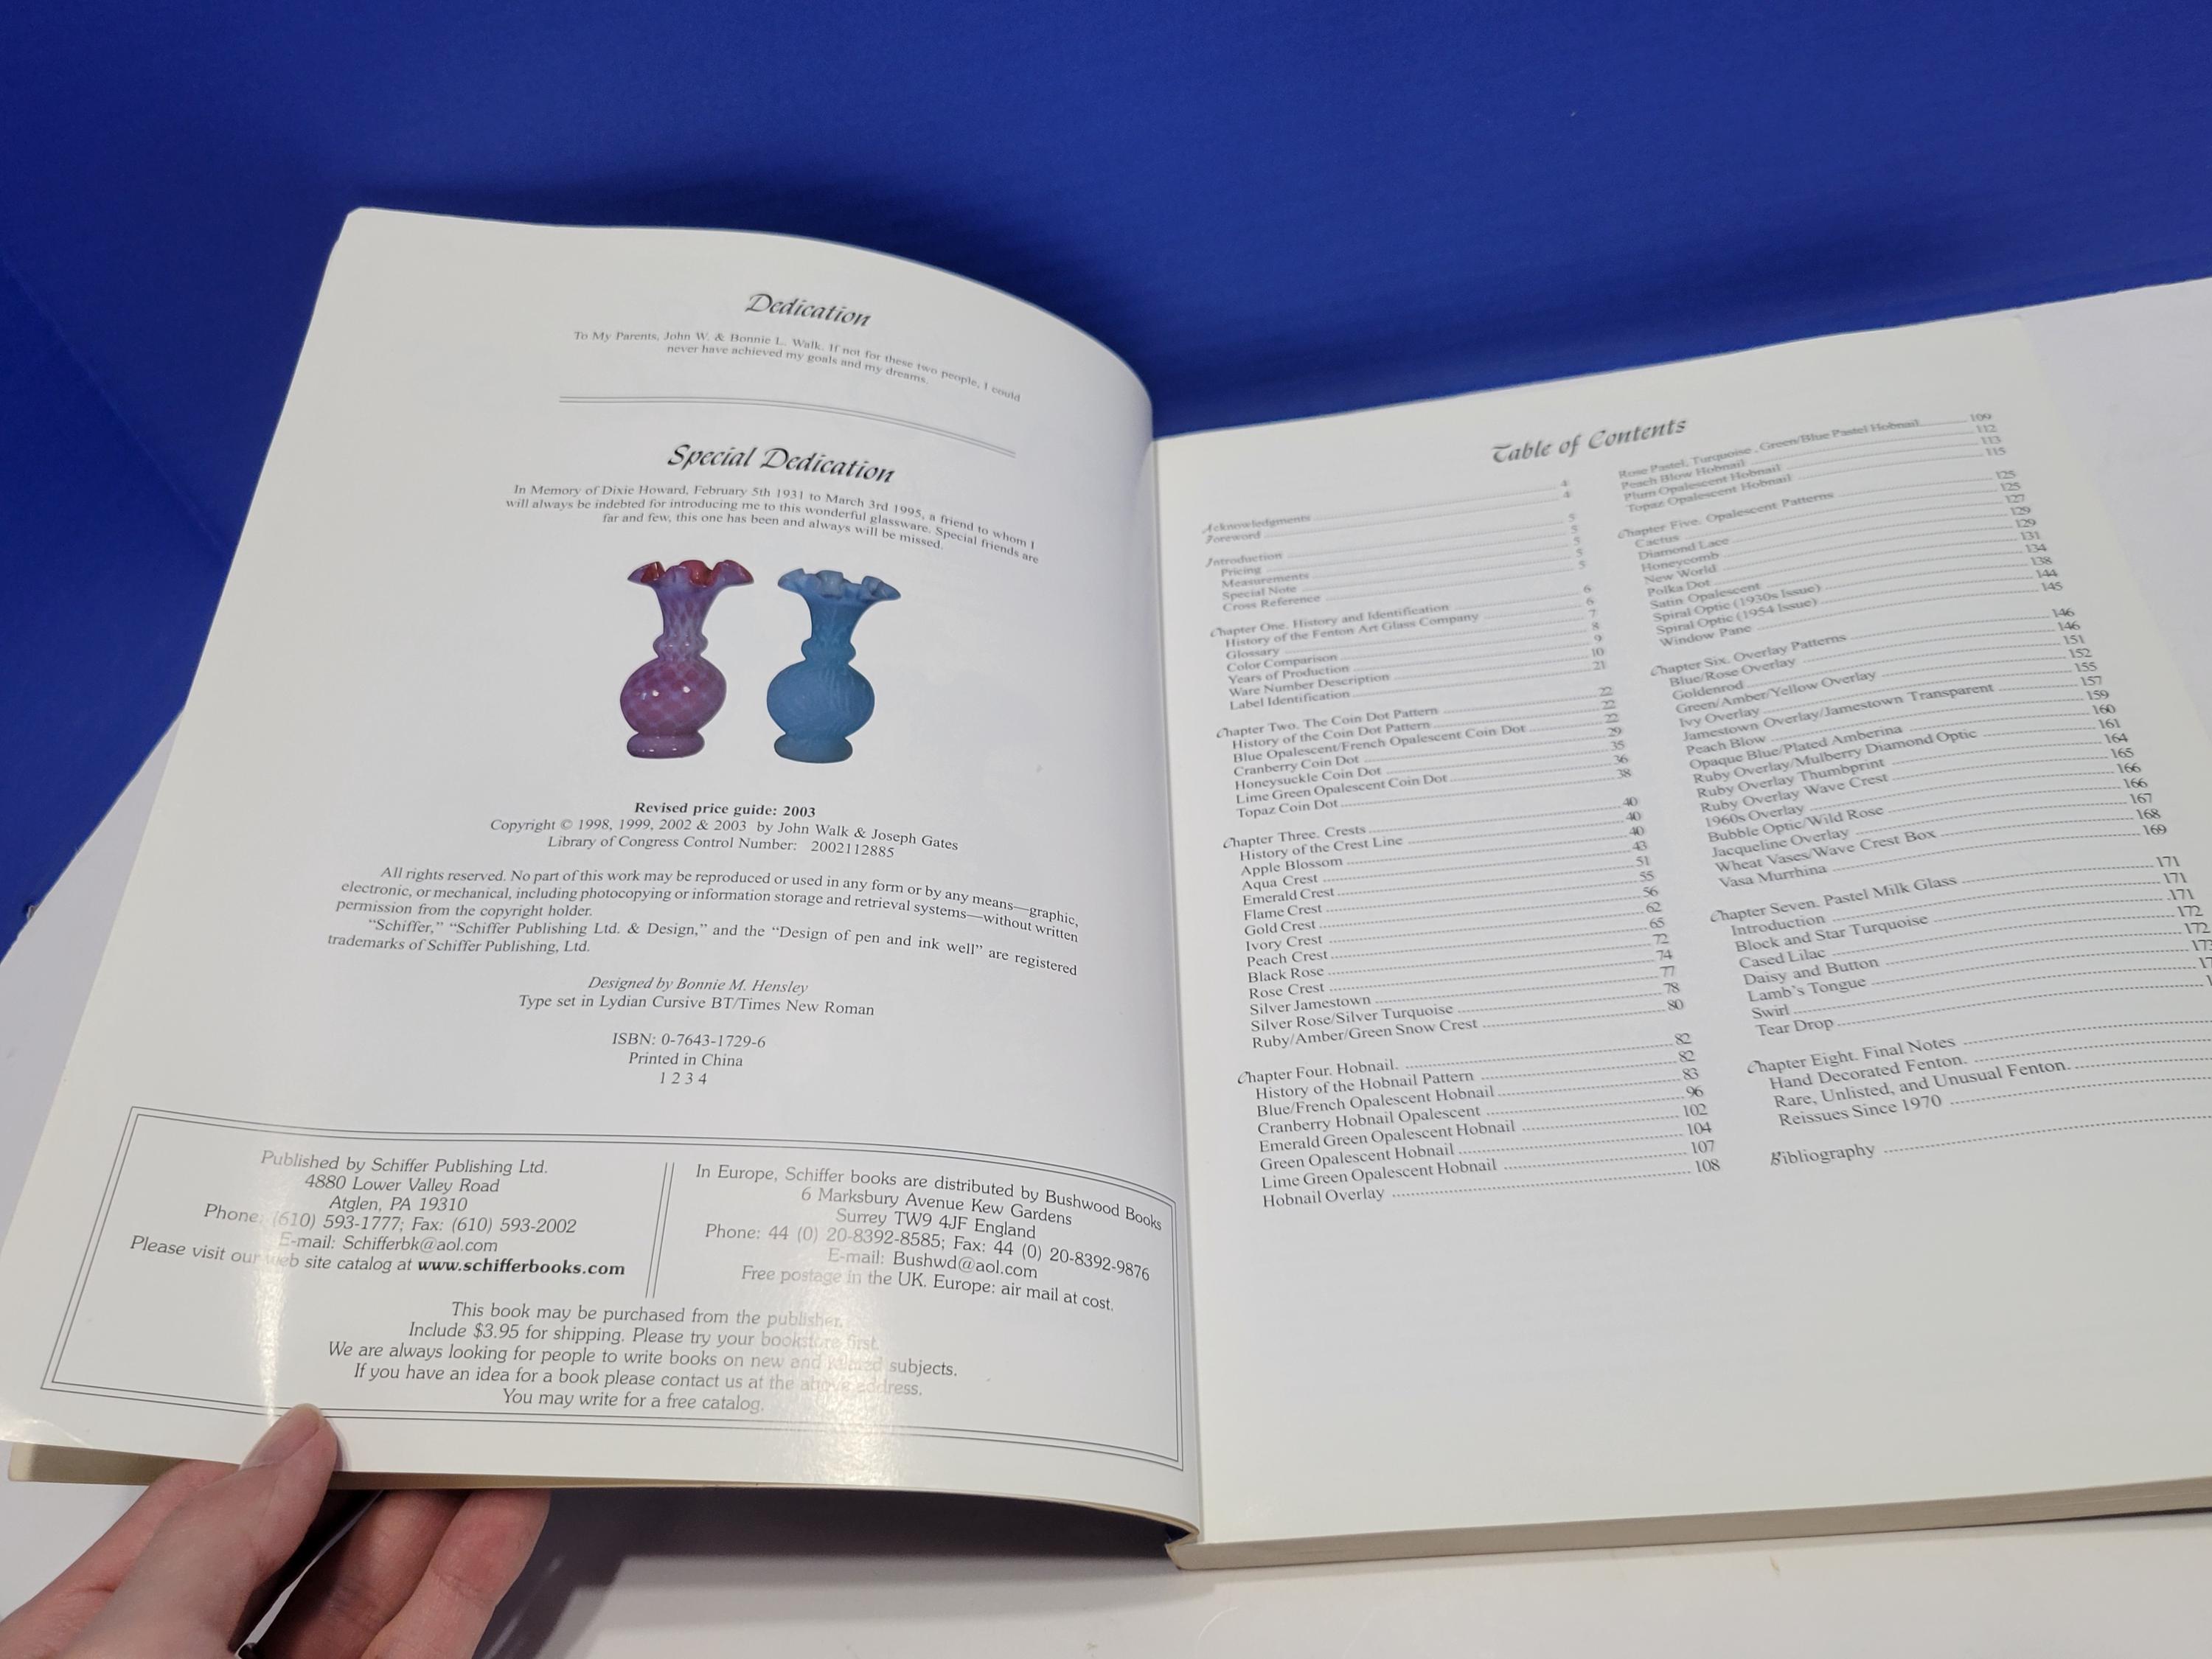 Dedication
To My Parents, John W. & Bonnie L. Walk. If not for these two people, I could
never have achieved my goals and my dreams.
Special Dedication
In Memory of Dixie Howard, February 5th 1931 to March 3rd 1995, a friend to whom I
will always be indebted for introducing me to this wonderful glassware. Special friends are
far and few, this one has been and always will be missed.
Revised price guide: 2003
Copyright © 1998, 1999, 2002 & 2003 by John Walk & Joseph Gates
Library of Congress Control Number: 2002112885
All rights reserved. No part of this work may be reproduced or used in any form or by any means—graphic,
electronic, or mechanical, including photocopying or information storage and retrieval systems—without written
permission from the copyright holder.
“Schiffer,” “Schiffer Publishing Ltd. & Design,” and the “Design of pen and ink well” are registered
trademarks of Schiffer Publishing, Ltd.
Designed by Bonnie M. Hensley
Type set in Lydian Cursive BT/Times New Roman
ISBN: 0-7643-1729-6
Printed in China
1 2 3 4
Published by Schiffer Publishing Ltd.
4880 Lower Valley Road
Atglen, PA 19310
Phone: (610) 593-1777; Fax: (610) 593-2002
E-mail: Schifferbk@aol.com
Please visit our web site catalog at www.schifferbooks.com
In Europe, Schiffer books are distributed by Bushwood Books
6 Marksbury Avenue Kew Gardens
Surrey TW9 4JF England
Phone: 44 (0) 20-8392-8585; Fax: 44 (0) 20-8392-9876
E-mail: Bushwd@aol.com
Free postage in the UK. Europe: air mail at cost.
This book may be purchased from the publisher.
Include $3.95 for shipping. Please try your bookstore first.
We are always looking for people to write books on new and related subjects.
If you have an idea for a book please contact us at the above address.
You may write for a free catalog.
Table of Contents
Acknowledgments 4
Foreword 4
Introduction 5
Pricing 5
Measurements 5
Special Note 5
Cross Reference 5
Chapter One. History and Identification 6
History of the Fenton Art Glass Company 6
Glossary 7
Color Comparison 8
Years of Production 9
Ware Number Description 10
Label Identification 21
Chapter Two. The Coin Dot Pattern 22
History of the Coin Dot Pattern 22
Blue Opalescent/French Opalescent Coin Dot 22
Cranberry Coin Dot 29
Honeysuckle Coin Dot 35
Lime Green Opalescent Coin Dot 36
Topaz Coin Dot 38
Chapter Three. Crests 40
History of the Crest Line 40
Apple Blossom 40
Aqua Crest 43
Emerald Crest 51
Flame Crest 55
Gold Crest 56
Ivory Crest 62
Peach Crest 65
Black Rose 72
Rose Crest 74
Silver Jamestown 77
Silver Rose/Silver Turquoise 78
Ruby/Amber/Green Snow Crest 80
Chapter Four. Hobnail. 82
History of the Hobnail Pattern 82
Blue/French Opalescent Hobnail 83
Cranberry Hobnail Opalescent 96
Emerald Green Opalescent Hobnail 102
Green Opalescent Hobnail 104
Lime Green Opalescent Hobnail 107
Hobnail Overlay 108
Rose Pastel, Turquoise, Green/Blue Pastel Hobnail 109
Peach Blow Hobnail 112
Plum Opalescent Hobnail 113
Topaz Opalescent Hobnail 115
Chapter Five. Opalescent Patterns 125
Cactus 125
Diamond Lace 127
Honeycomb 129
New World 129
Polka Dot 131
Satin Opalescent 134
Spiral Optic (1930s Issue) 138
Spiral Optic (1954 Issue) 144
Window Pane 145
Chapter Six. Overlay Patterns 146
Blue/Rose Overlay 146
Goldenrod 151
Green/Amber/Yellow Overlay 152
Ivy Overlay 155
Jamestown Overlay/Jamestown Transparent 157
Peach Blow 159
Opaque Blue/Plated Amberina 160
Ruby Overlay/Mulberry Diamond Optic 161
Ruby Overlay Thumbprint 164
Ruby Overlay Wave Crest 165
1960s Overlay 166
Bubble Optic/Wild Rose 166
Jacqueline Overlay 167
Wheat Vases/Wave Crest Box 168
Vasa Murrhina 169
Chapter Seven. Pastel Milk Glass 171
Introduction 171
Block and Star Turquoise 171
Cased Lilac 172
Daisy and Button 172
Lamb's Tongue
Swirl
Tear Drop
Chapter Eight. Final Notes
Hand Decorated Fenton.
Rare, Unlisted, and Unusual Fenton.
Reissues Since 1970
Bibliography